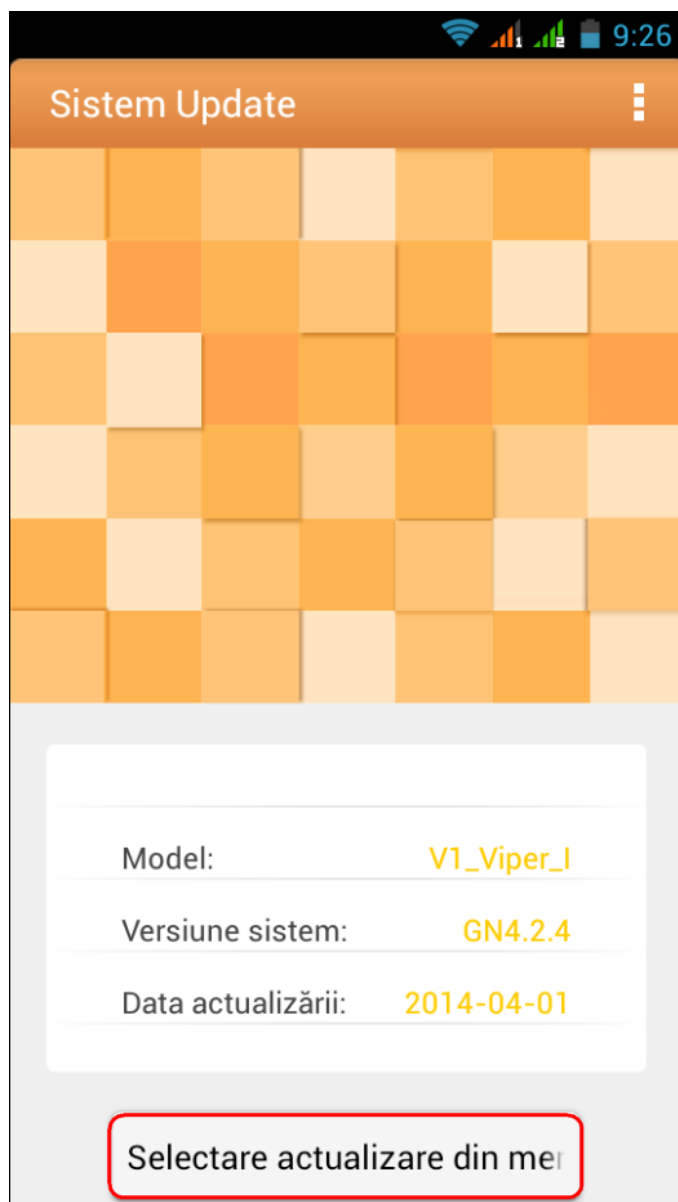 9:26
Sistem Update
Model: V1_Viper_I
Versiune sistem: GN4.2.4
Data actualizării: 2014-04-01
Selectare actualizare din